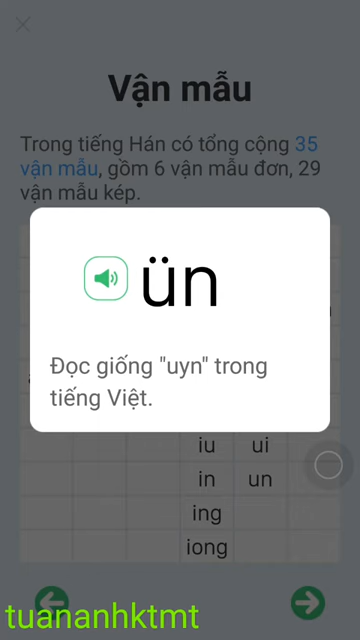 Vận mẫu
Trong tiếng Hán có tổng cộng 35
vận mẫu, gồm 6 vận mẫu đơn, 29
vận mẫu kép.
ün
Đọc giống "uyn" trong
tiếng Việt.
iu ui
in un
ing
iong
tuananhktmt